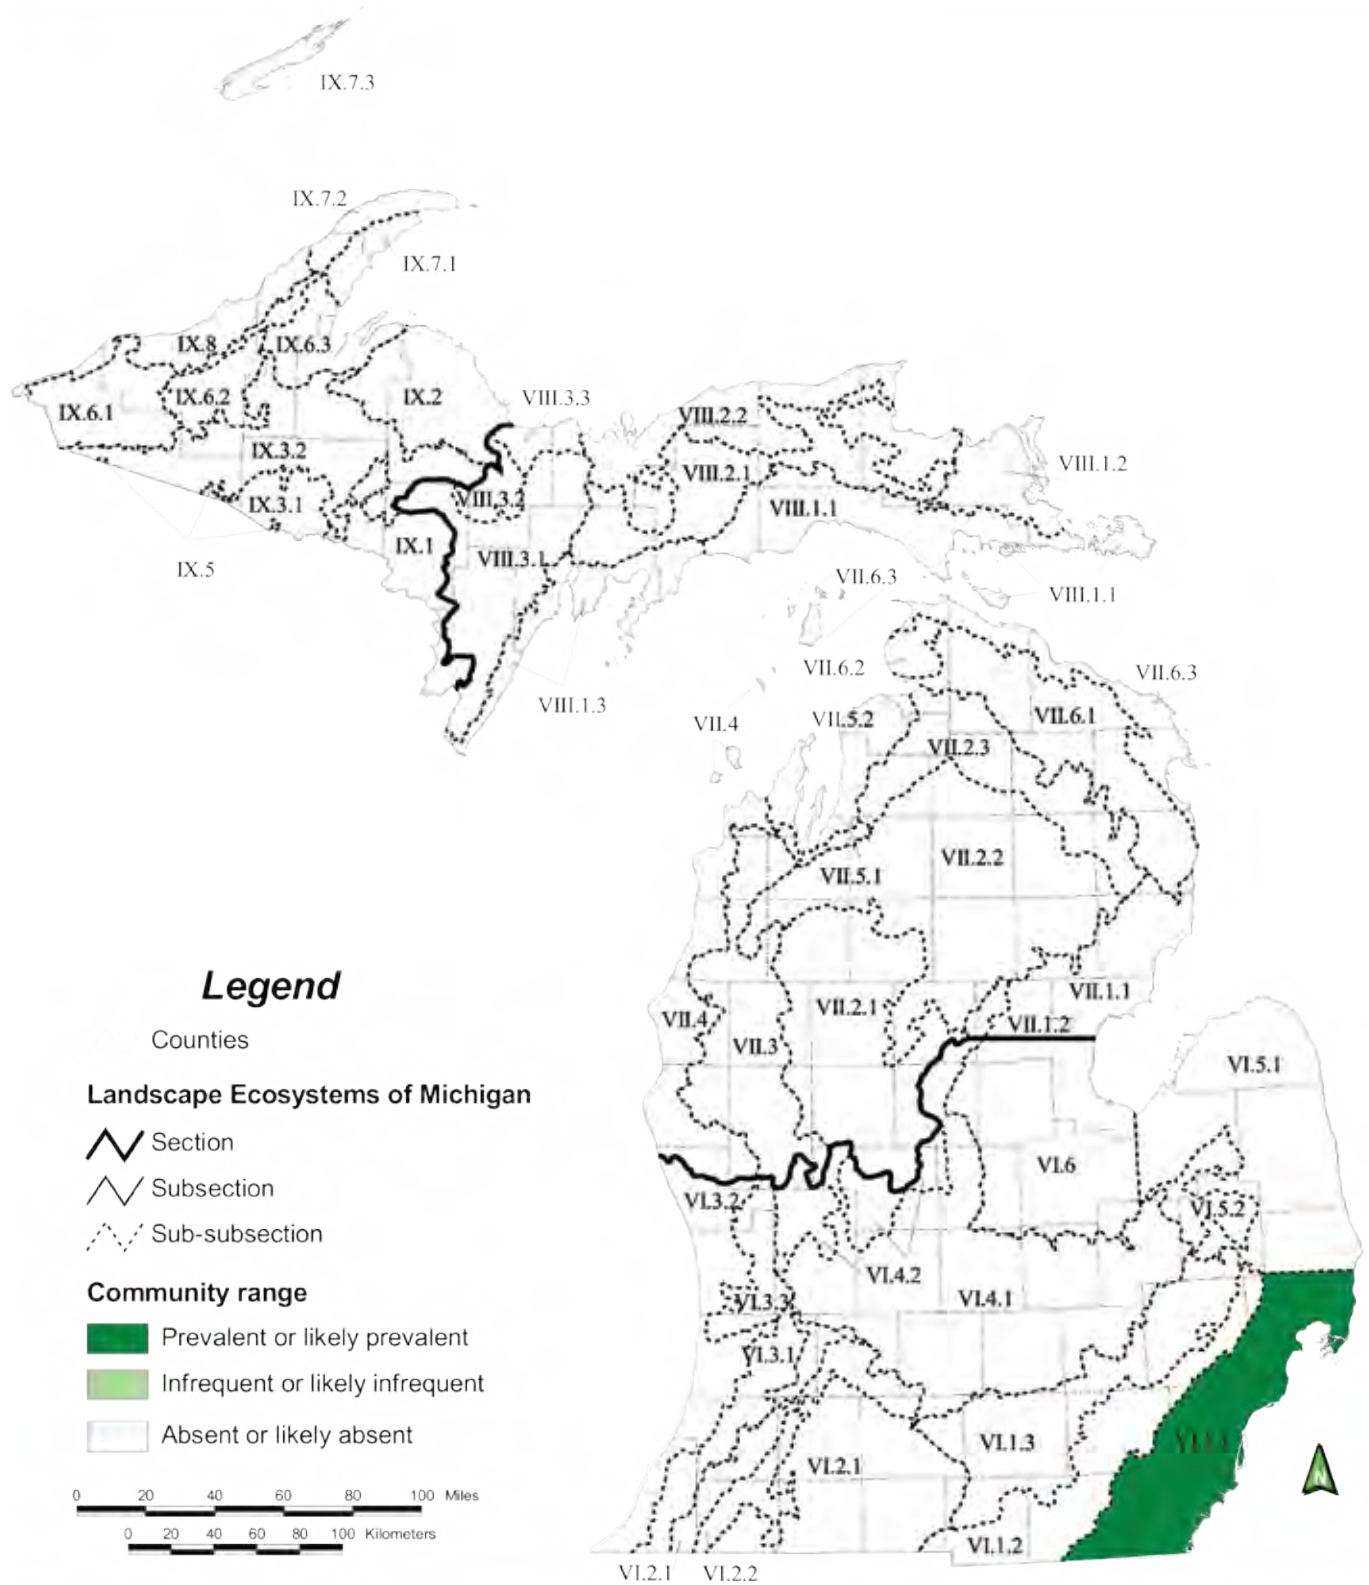 IX.7.3
IX.7.2
IX.7.1
IX.8
IX.6.3
IX.6.1
IX.6.2
IX.2
VIII.3.3
VIII.2.2
IX.3.2
VIII.2.1
VIII.1.2
IX.3.1
VIII.3.2
VIII.1.1
IX.1
VIII.3.1
IX.5
VII.6.3
VIII.1.1
VII.6.2
VII.6.3
VIII.1.3
VII.4
VII.5.2
VII.6.1
VII.2.3
VII.2.2
VII.5.1
VII.1.1
VII.4
VII.2.1
VII.1.2
VII.3
VI.5.1
VI.6
VI.3.2
VI.5.2
VI.4.2
VI.4.1
VI.3.3
VI.3.1
VI.1.3
VI.1.1
VI.2.1
VI.1.2
VI.2.1
VI.2.2
Legend
Counties
Landscape Ecosystems of Michigan
Section
Subsection
Sub-subsection
Community range
Prevalent or likely prevalent
Infrequent or likely infrequent
Absent or likely absent
0 20 40 60 80 100 Miles
0 20 40 60 80 100 Kilometers
N